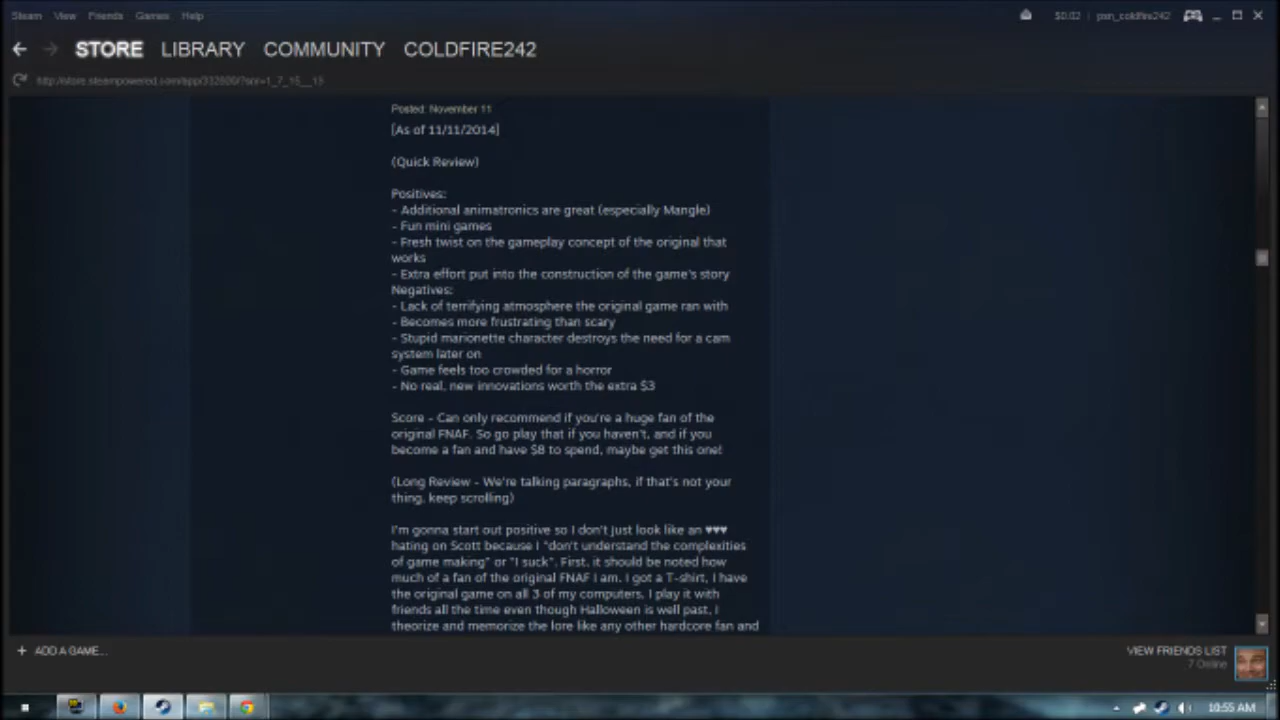 Steam View Friends Games Help
$0.02 psn_coldfire242
STORE LIBRARY COMMUNITY COLDFIRE242
Posted: November 11
[As of 11/11/2014]
(Quick Review)
Positives:
- Additional animatronics are great (especially Mangle)
- Fun mini games
- Fresh twist on the gameplay concept of the original that
works
- Extra effort put into the construction of the game's story
Negatives:
- Lack of terrifying atmosphere the original game ran with
- Becomes more frustrating than scary
- Stupid marionette character destroys the need for a cam
system later on
- Game feels too crowded for a horror
- No real, new innovations worth the extra $3
Score - Can only recommend if you're a huge fan of the
original FNAF. So go play that if you haven't, and if you
become a fan and have $8 to spend, maybe get this one!
(Long Review - We're talking paragraphs, if that's not your
thing, keep scrolling)
I'm gonna start out positive so I don't just look like an ♥♥♥
hating on Scott because I "don't understand the complexities
of game making" or "I suck". First, it should be noted how
much of a fan of the original FNAF I am. I got a T-shirt, I have
the original game on all 3 of my computers, I play it with
friends all the time even though Halloween is well past, I
theorize and memorize the lore like any other hardcore fan and
+ ADD A GAME...
VIEW FRIENDS LIST
7 Online
10:55 AM